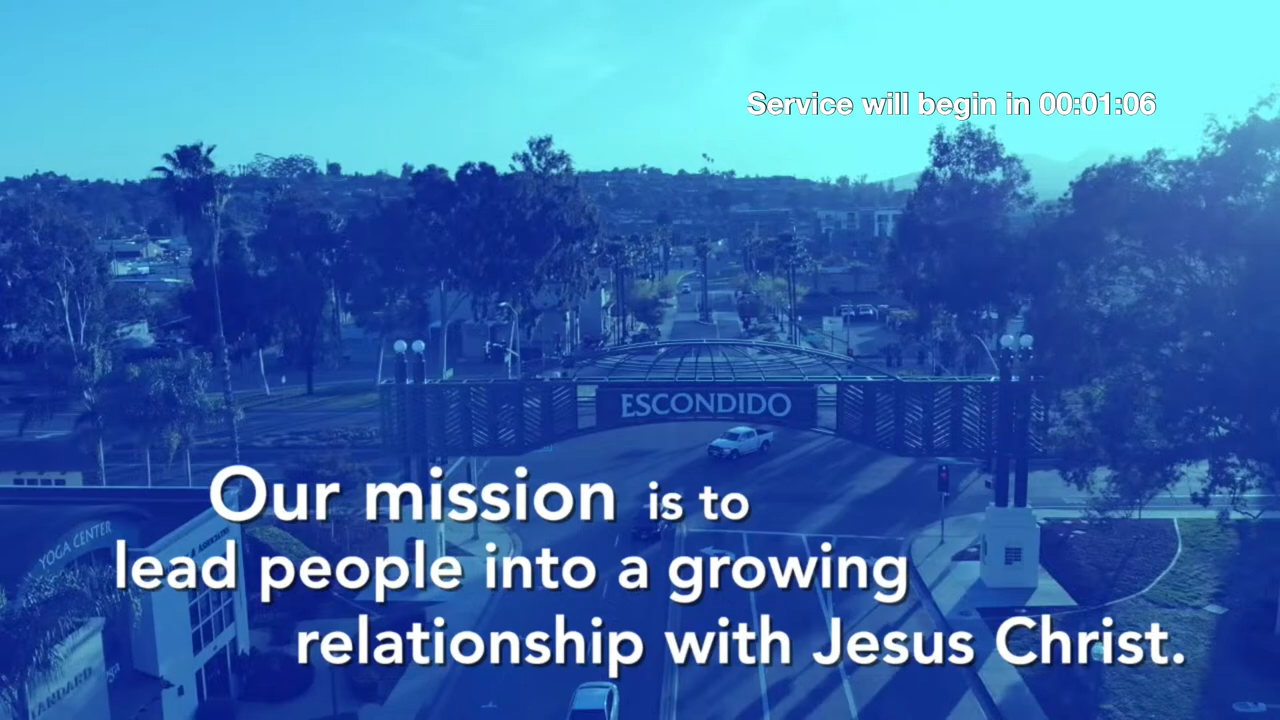 Service will begin in 00:01:06
ESCONDIDO
Our mission is to
lead people into a growing
relationship with Jesus Christ.
YOGA CENTER